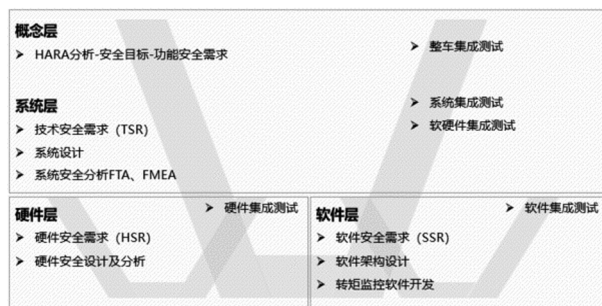 概念层
➤ HARA分析-安全目标-功能安全需求
➤ 整车集成测试
系统层
➤ 技术安全需求（TSR）
➤ 系统设计
➤ 系统安全分析FTA、FMEA
➤ 系统集成测试
➤ 软硬件集成测试
硬件层
➤ 硬件集成测试
➤ 硬件安全需求（HSR）
➤ 硬件安全设计及分析
软件层
➤ 软件集成测试
➤ 软件安全需求（SSR）
➤ 软件架构设计
➤ 转矩监控软件开发